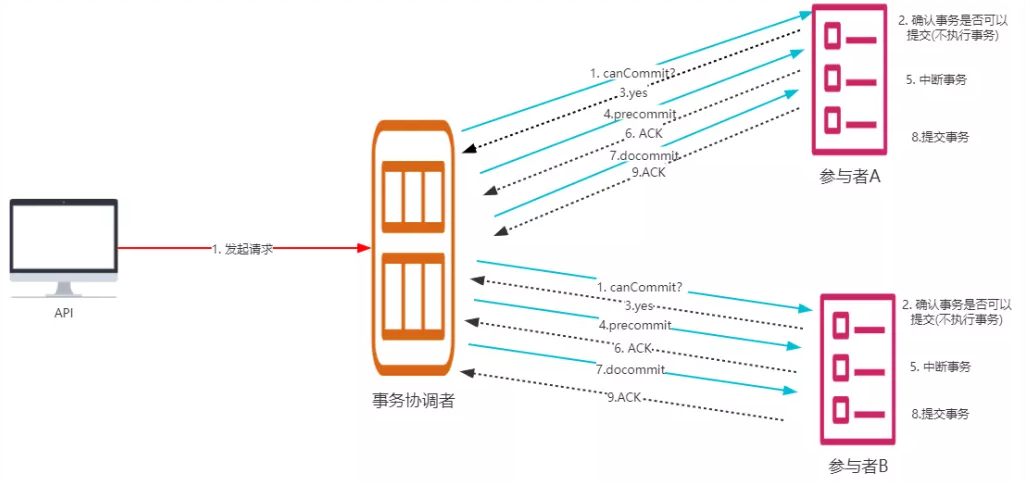 1. canCommit?
3.yes
4.precommit
6. ACK
7.docommit
9.ACK
2. 确认事务是否可以
提交(不执行事务)
5. 中断事务
8.提交事务
参与者A
1. 发起请求
API
事务协调者
1. canCommit?
3.yes
4.precommit
6. ACK
7.docommit
9.ACK
2. 确认事务是否可以
提交(不执行事务)
5. 中断事务
8.提交事务
参与者B